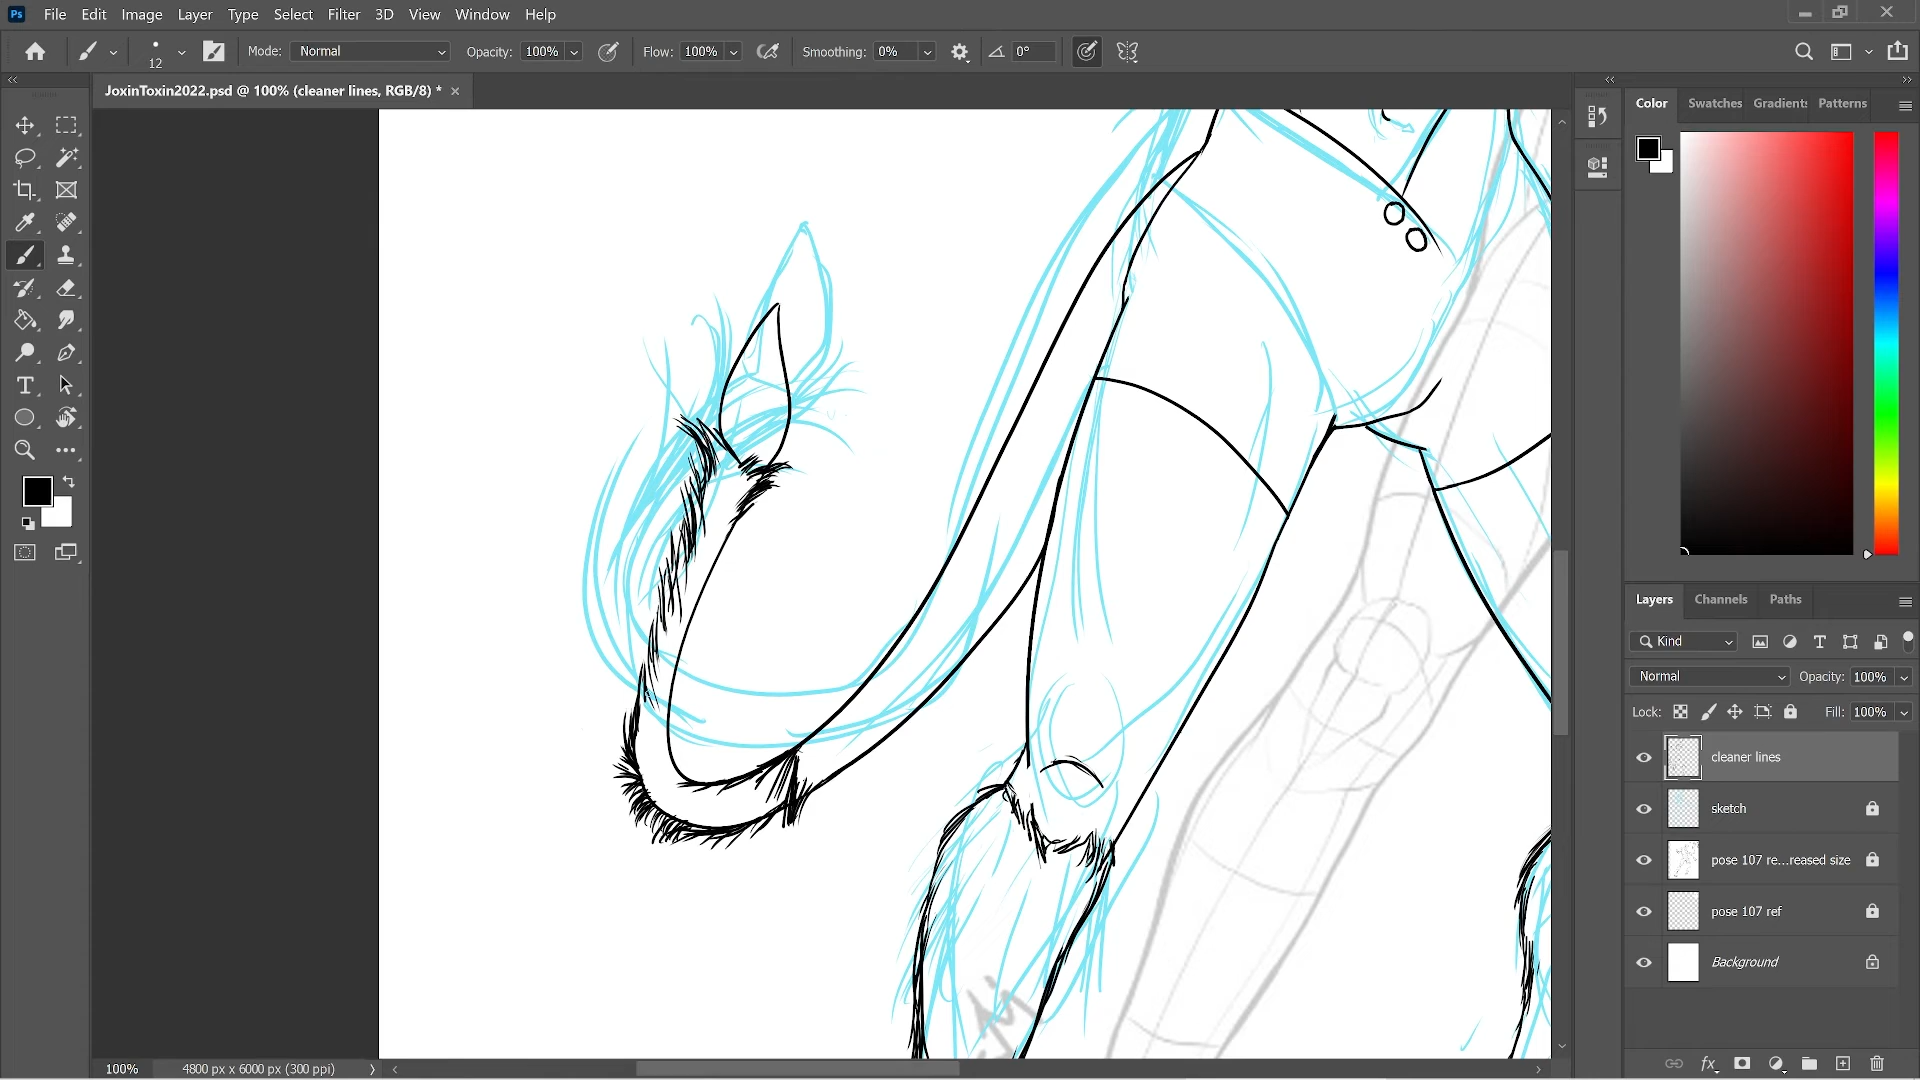 Ps File Edit Image Layer Type Select Filter 3D View Window Help
12 Mode: Normal Opacity: 100% Flow: 100% Smoothing: 0% 0°
JoxinToxin2022.psd @ 100% (cleaner lines, RGB/8) *
Color Swatches Gradients Patterns
Layers Channels Paths
Kind
Normal Opacity: 100%
Lock: Fill: 100%
cleaner lines
sketch
pose 107 re...reased size
pose 107 ref
Background
fx
100% 4800 px x 6000 px (300 ppi)